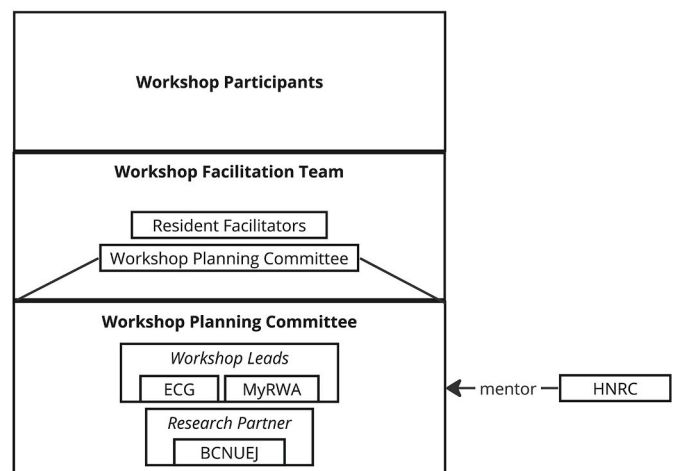 Workshop Participants
Workshop Facilitation Team
Resident Facilitators
Workshop Planning Committee
Workshop Planning Committee
Workshop Leads
ECG MyRWA
mentor HNRC
Research Partner
BCNUEJ